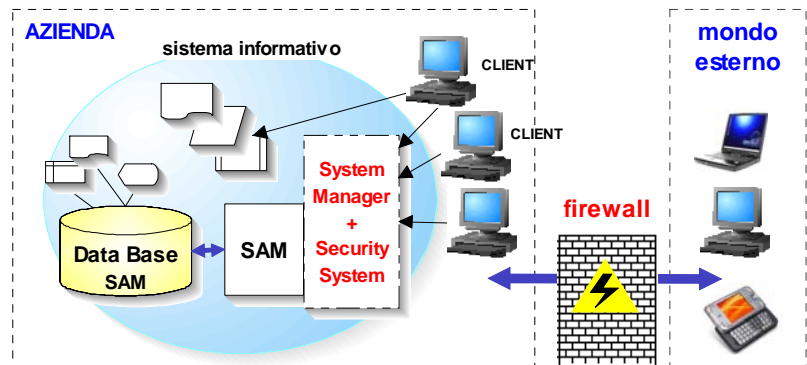 AZIENDA
sistema informativo
CLIENT
CLIENT
System
Manager
+
Security
System
SAM
Data Base
SAM
firewall
mondo
esterno